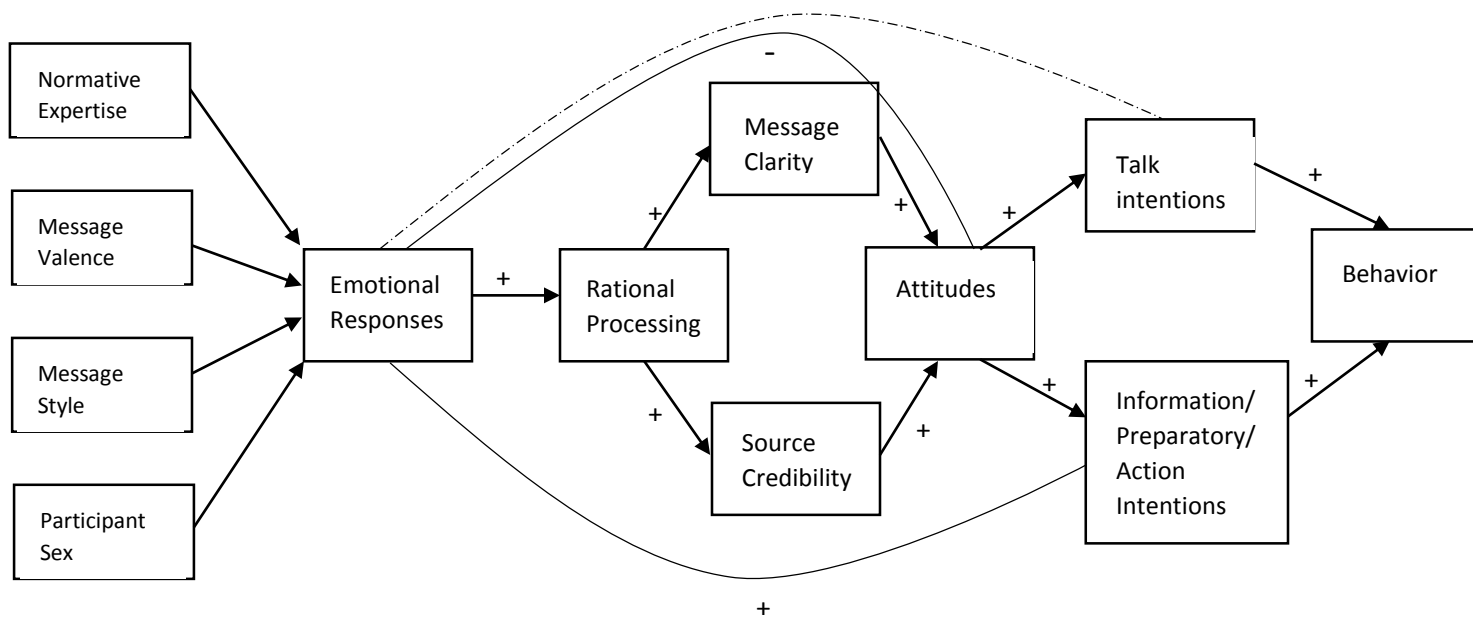 Normative
Expertise
Message
Valence
Message
Style
Participant
Sex
Emotional
Responses
+
Rational
Processing
-
+
+
Message
Clarity
Source
Credibility
+
+
Attitudes
+
+
Talk
intentions
Information/
Preparatory/
Action
Intentions
+
+
Behavior
+